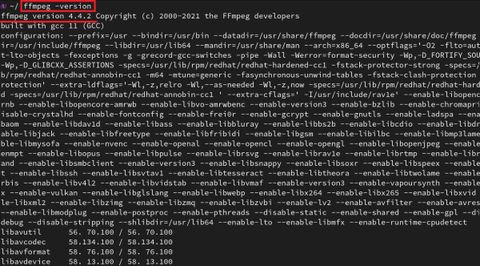 ~/ ffmpeg -version
ffmpeg version 4.4.2 Copyright (c) 2000-2021 the FFmpeg developers
built with gcc 11 (GCC)
configuration: --prefix=/usr --bindir=/usr/bin --datadir=/usr/share/ffmpeg --docdir=/usr/share/doc/ffmpeg --inc
dir=/usr/include/ffmpeg --libdir=/usr/lib64 --mandir=/usr/share/man --arch=x86_64 --optflags='-O2 -flto=auto
t-lto-objects -fexceptions -g -grecord-gcc-switches -pipe -Wall -Werror=format-security -Wp,-D_FORTIFY_SOU
-Wp,-D_GLIBCXX_ASSERTIONS -specs=/usr/lib/rpm/redhat/redhat-hardened-cc1 -fstack-protector-strong -specs=/
b/rpm/redhat/redhat-annobin-cc1 -m64 -mtune=generic -fasynchronous-unwind-tables -fstack-clash-protection
rotection' --extra-ldflags='-Wl,-z,relro -Wl,--as-needed -Wl,-z,now -specs=/usr/lib/rpm/redhat/redhat-hard
/usr/lib/rpm/redhat/redhat-annobin-cc1 ' --extra-cflags=' -I/usr/include/rav1e' --enable-libopenc
rnb --enable-libopencore-amrwb --enable-libvo-amrwbenc --enable-version3 --enable-bzlib --enable-chromapri
isable-crystalhd --enable-fontconfig --enable-frei0r --enable-gcrypt --enable-gnutls --enable-ladspa --ena
baom --enable-libdav1d --enable-libass --enable-libbluray --enable-libbs2b --enable-libcdio --enable-libdr
able-libjack --enable-libfreetype --enable-libfribidi --enable-libgsm --enable-libilbc --enable-libmp3lame
ble-libmysofa --enable-nvenc --enable-openal --enable-opencl --enable-opengl --enable-libopenjpeg --enable
enmpt --enable-libopus --enable-libpulse --enable-librsvg --enable-librav1e --enable-librtmp --enable-libr
and --enable-libsmbclient --enable-version3 --enable-libsnappy --enable-libsoxr --enable-libspeex
t --enable-libssh --enable-libsvtav1 --enable-libtesseract --enable-libtheora --enable-libtwolame --enable
rbis --enable-libv4l2 --enable-libvidstab --enable-libvmaf --enable-version3 --enable-vapoursynth --enable
x --enable-vulkan --enable-libglslang --enable-libwebp --enable-libx264 --enable-libx265 --enable-libxvid
le-libxml2 --enable-libzimg --enable-libzmq --enable-libzvbi --enable-lv2 --enable-avfilter --enable-avre
-enable-libmodplug --enable-postproc --enable-pthreads --disable-static --enable-shared --enable-gpl --dis
debug --disable-stripping --shlibdir=/usr/lib64 --enable-lto --enable-libmfx --enable-runtime-cpudetect
libavutil 56. 70.100 / 56. 70.100
libavcodec 58.134.100 / 58.134.100
libavformat 58. 76.100 / 58. 76.100
libavdevice 58. 13.100 / 58. 13.100